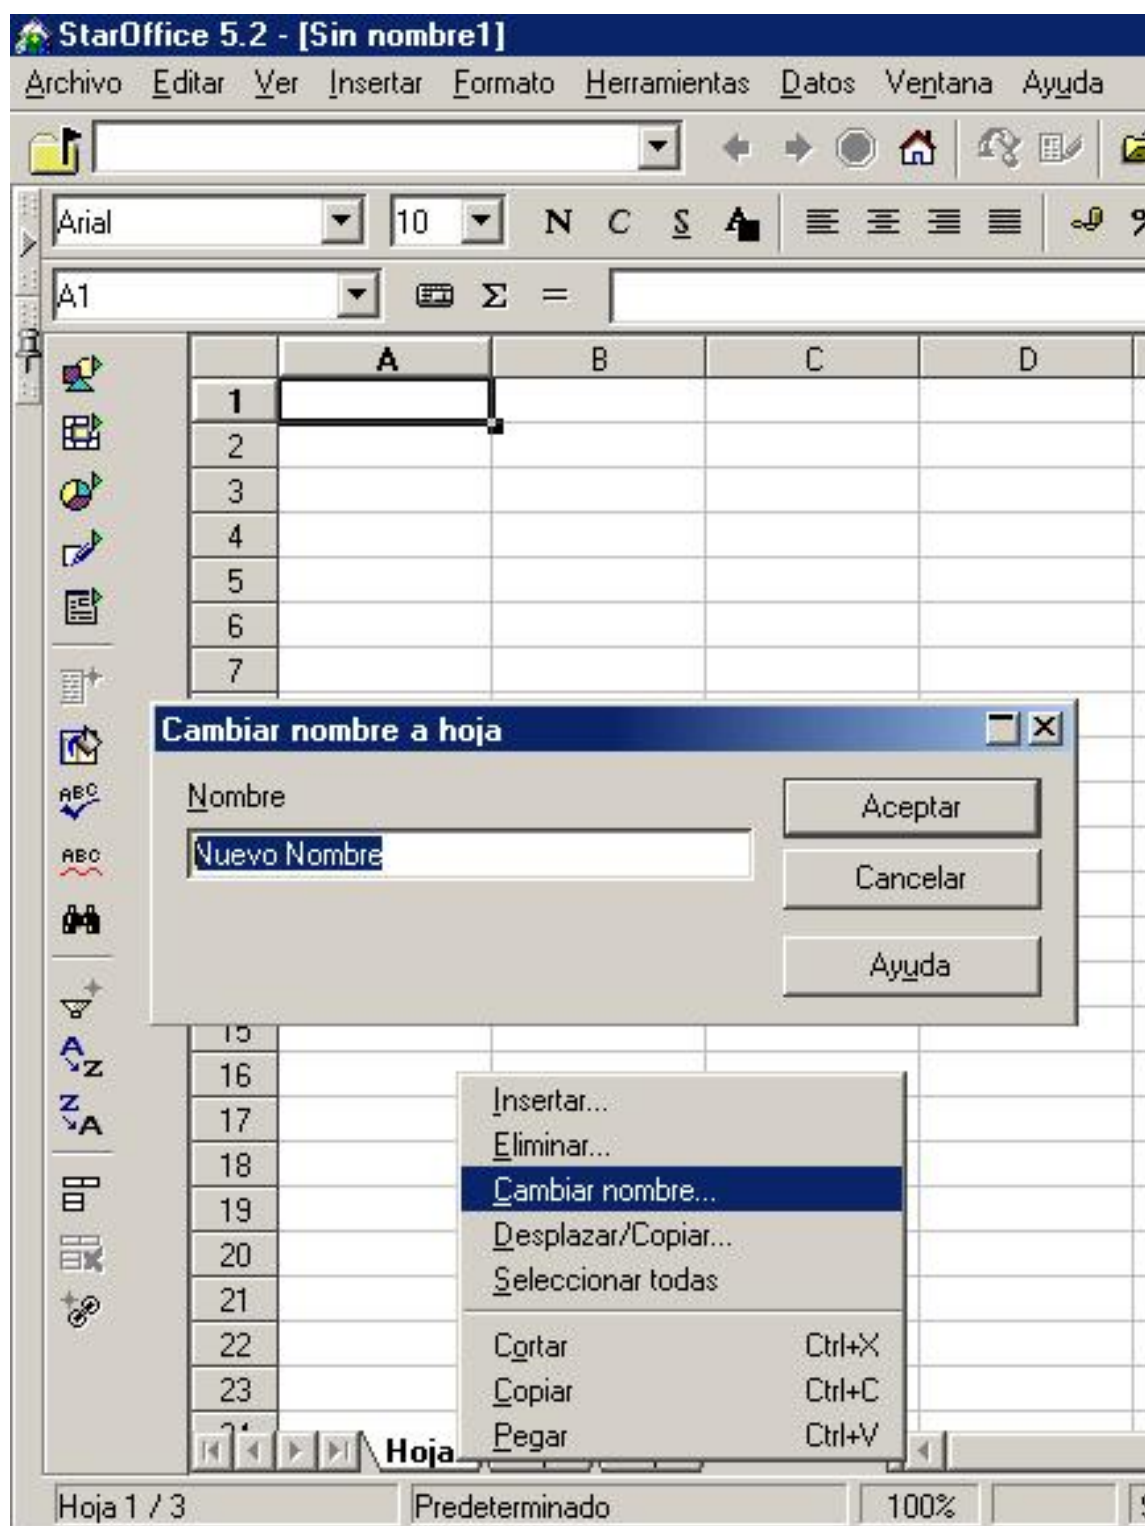 StarOffice 5.2 - [Sin nombre1]
Archivo Editar Ver Insertar Formato Herramientas Datos Ventana Ayuda
Arial 10 N C S A
A1 Σ =
A B C D
1
2
3
4
5
6
7
Cambiar nombre a hoja
Nombre
Nuevo Nombre
Aceptar
Cancelar
Ayuda
ABC
ABC
15
A Z
16
Z A
17
18
19
20
21
22
23
Insertar...
Eliminar...
Cambiar nombre...
Desplazar/Copiar...
Seleccionar todas
Cortar Ctrl+X
Copiar Ctrl+C
Pegar Ctrl+V
Hoja
Hoja 1 / 3 Predeterminado 100%